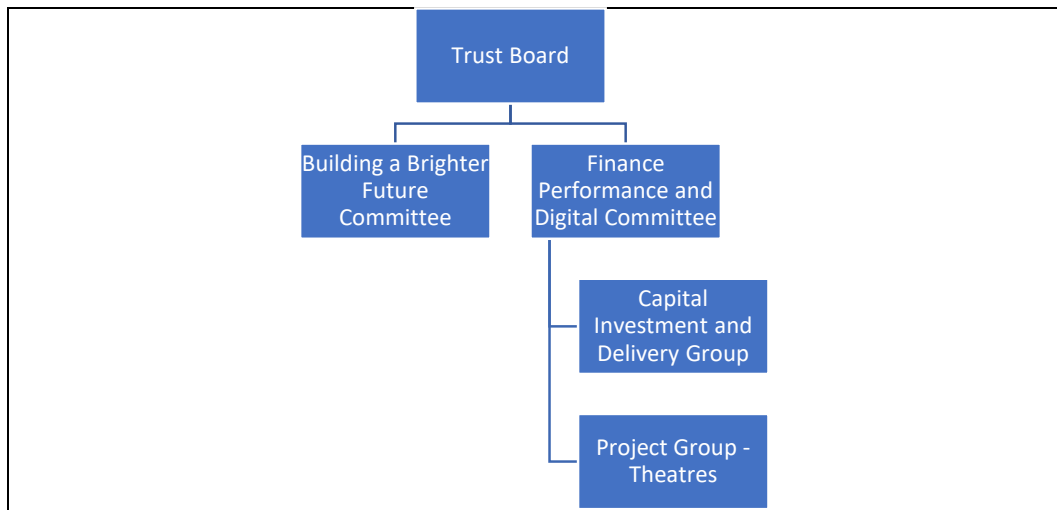 Trust Board
Building a Brighter
Future
Committee
Finance
Performance and
Digital Committee
Capital
Investment and
Delivery Group
Project Group -
Theatres